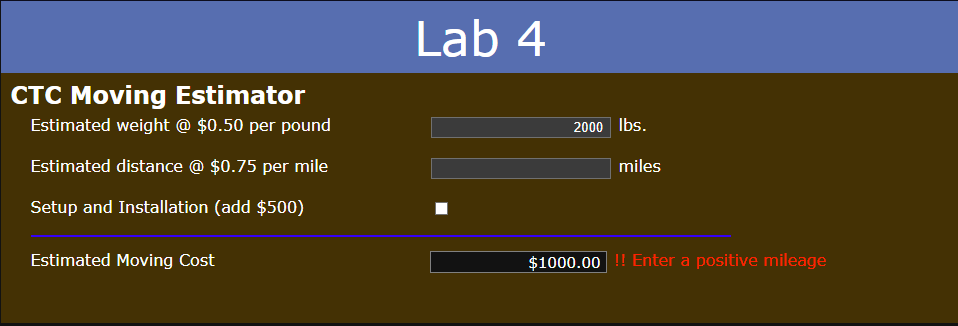 Lab 4
CTC Moving Estimator
Estimated weight @ $0.50 per pound 2000 lbs.
Estimated distance @ $0.75 per mile miles
Setup and Installation (add $500)
Estimated Moving Cost $1000.00 !! Enter a positive mileage